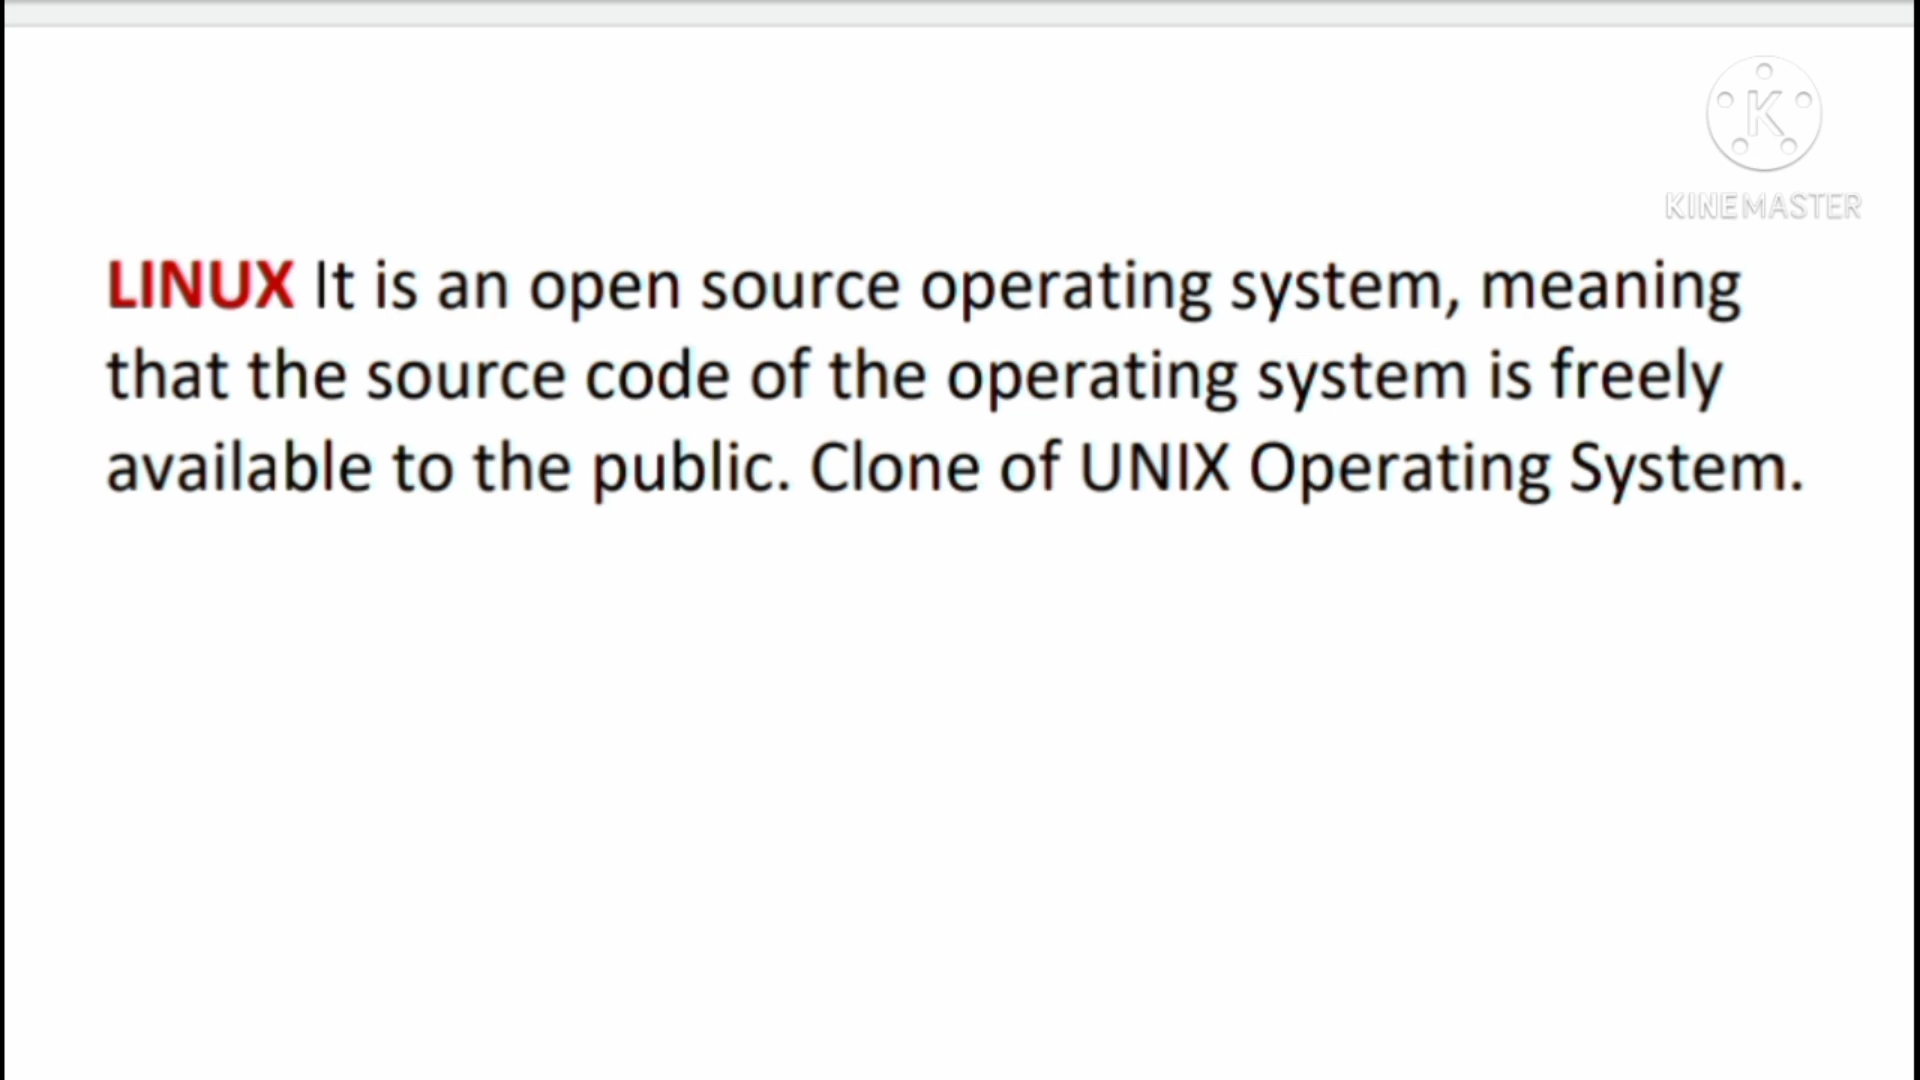 K
KINEMASTER
LINUX It is an open source operating system, meaning
that the source code of the operating system is freely
available to the public. Clone of UNIX Operating System.